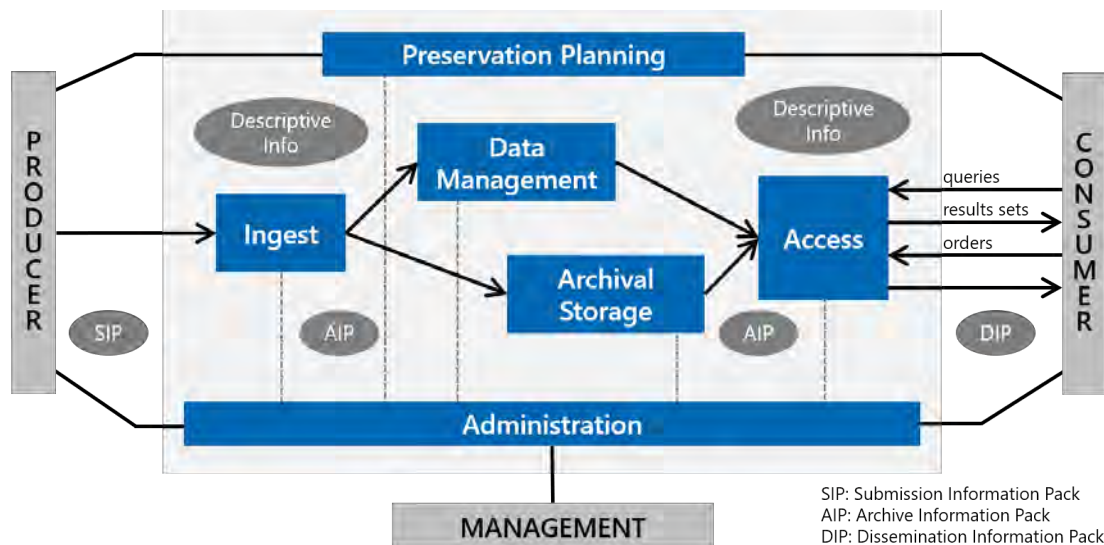 Preservation Planning
PRODUCER
CONSUMER
Descriptive
Info
Descriptive
Info
Data
Management
Ingest
Access
queries
results sets
orders
Archival
Storage
SIP
AIP
AIP
DIP
Administration
MANAGEMENT
SIP: Submission Information Pack
AIP: Archive Information Pack
DIP: Dissemination Information Pack